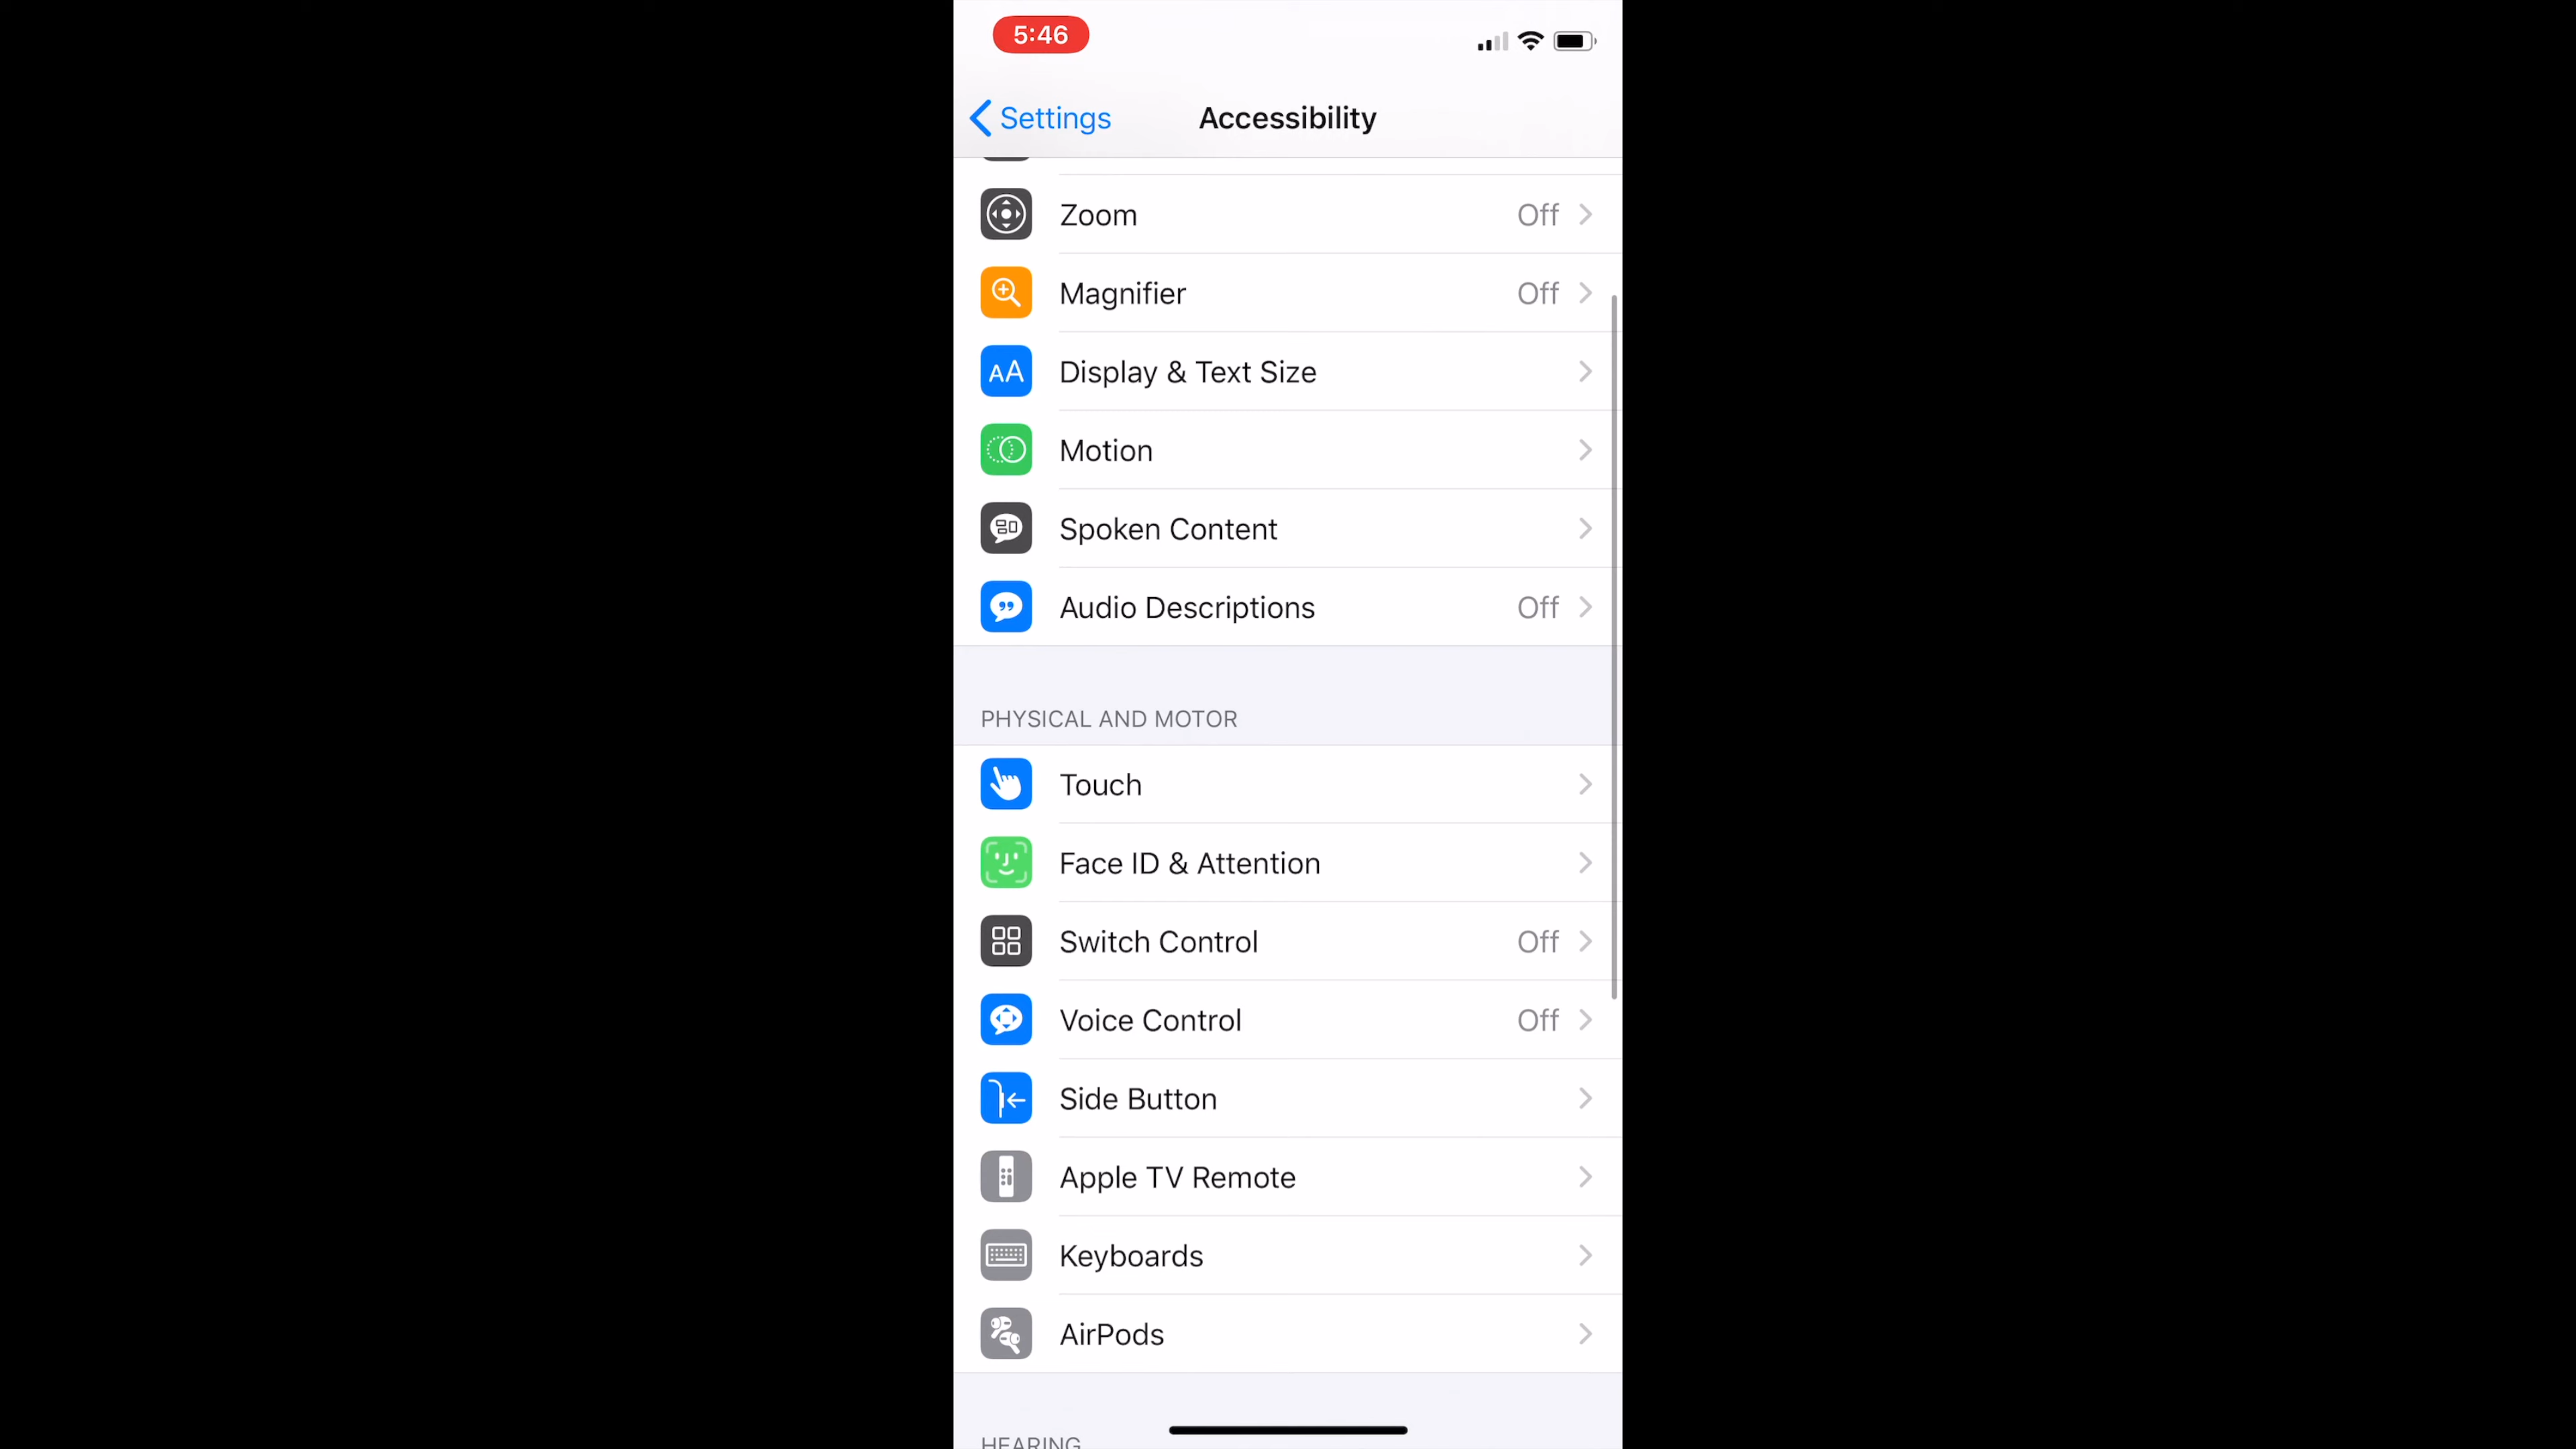 5:46
Settings
Accessibility
Zoom Off
Magnifier Off
AA Display & Text Size
Motion
Spoken Content
Audio Descriptions Off
PHYSICAL AND MOTOR
Touch
Face ID & Attention
Switch Control Off
Voice Control Off
Side Button
Apple TV Remote
Keyboards
AirPods
HEARING